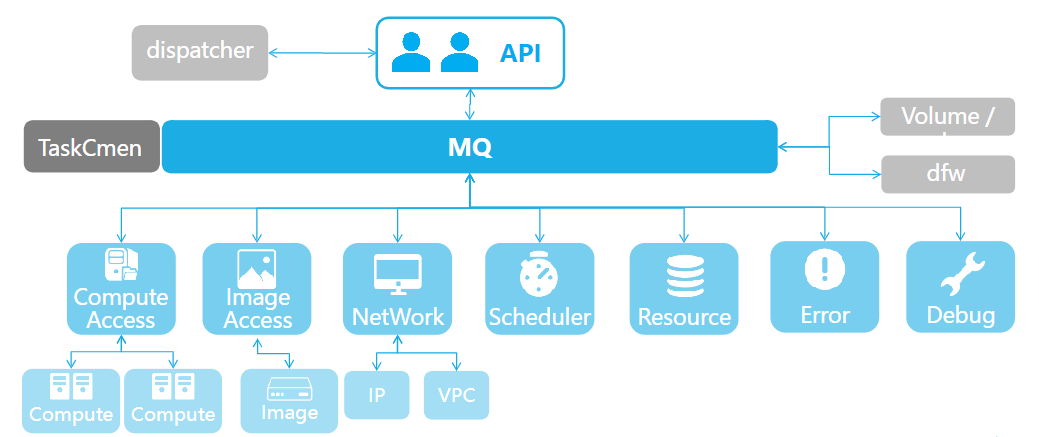 dispatcher
API
TaskCmen
MQ
Volume /
dfw
Compute
Access
Image
Access
NetWork
Scheduler
Resource
Error
Debug
Compute
Compute
Image
IP
VPC